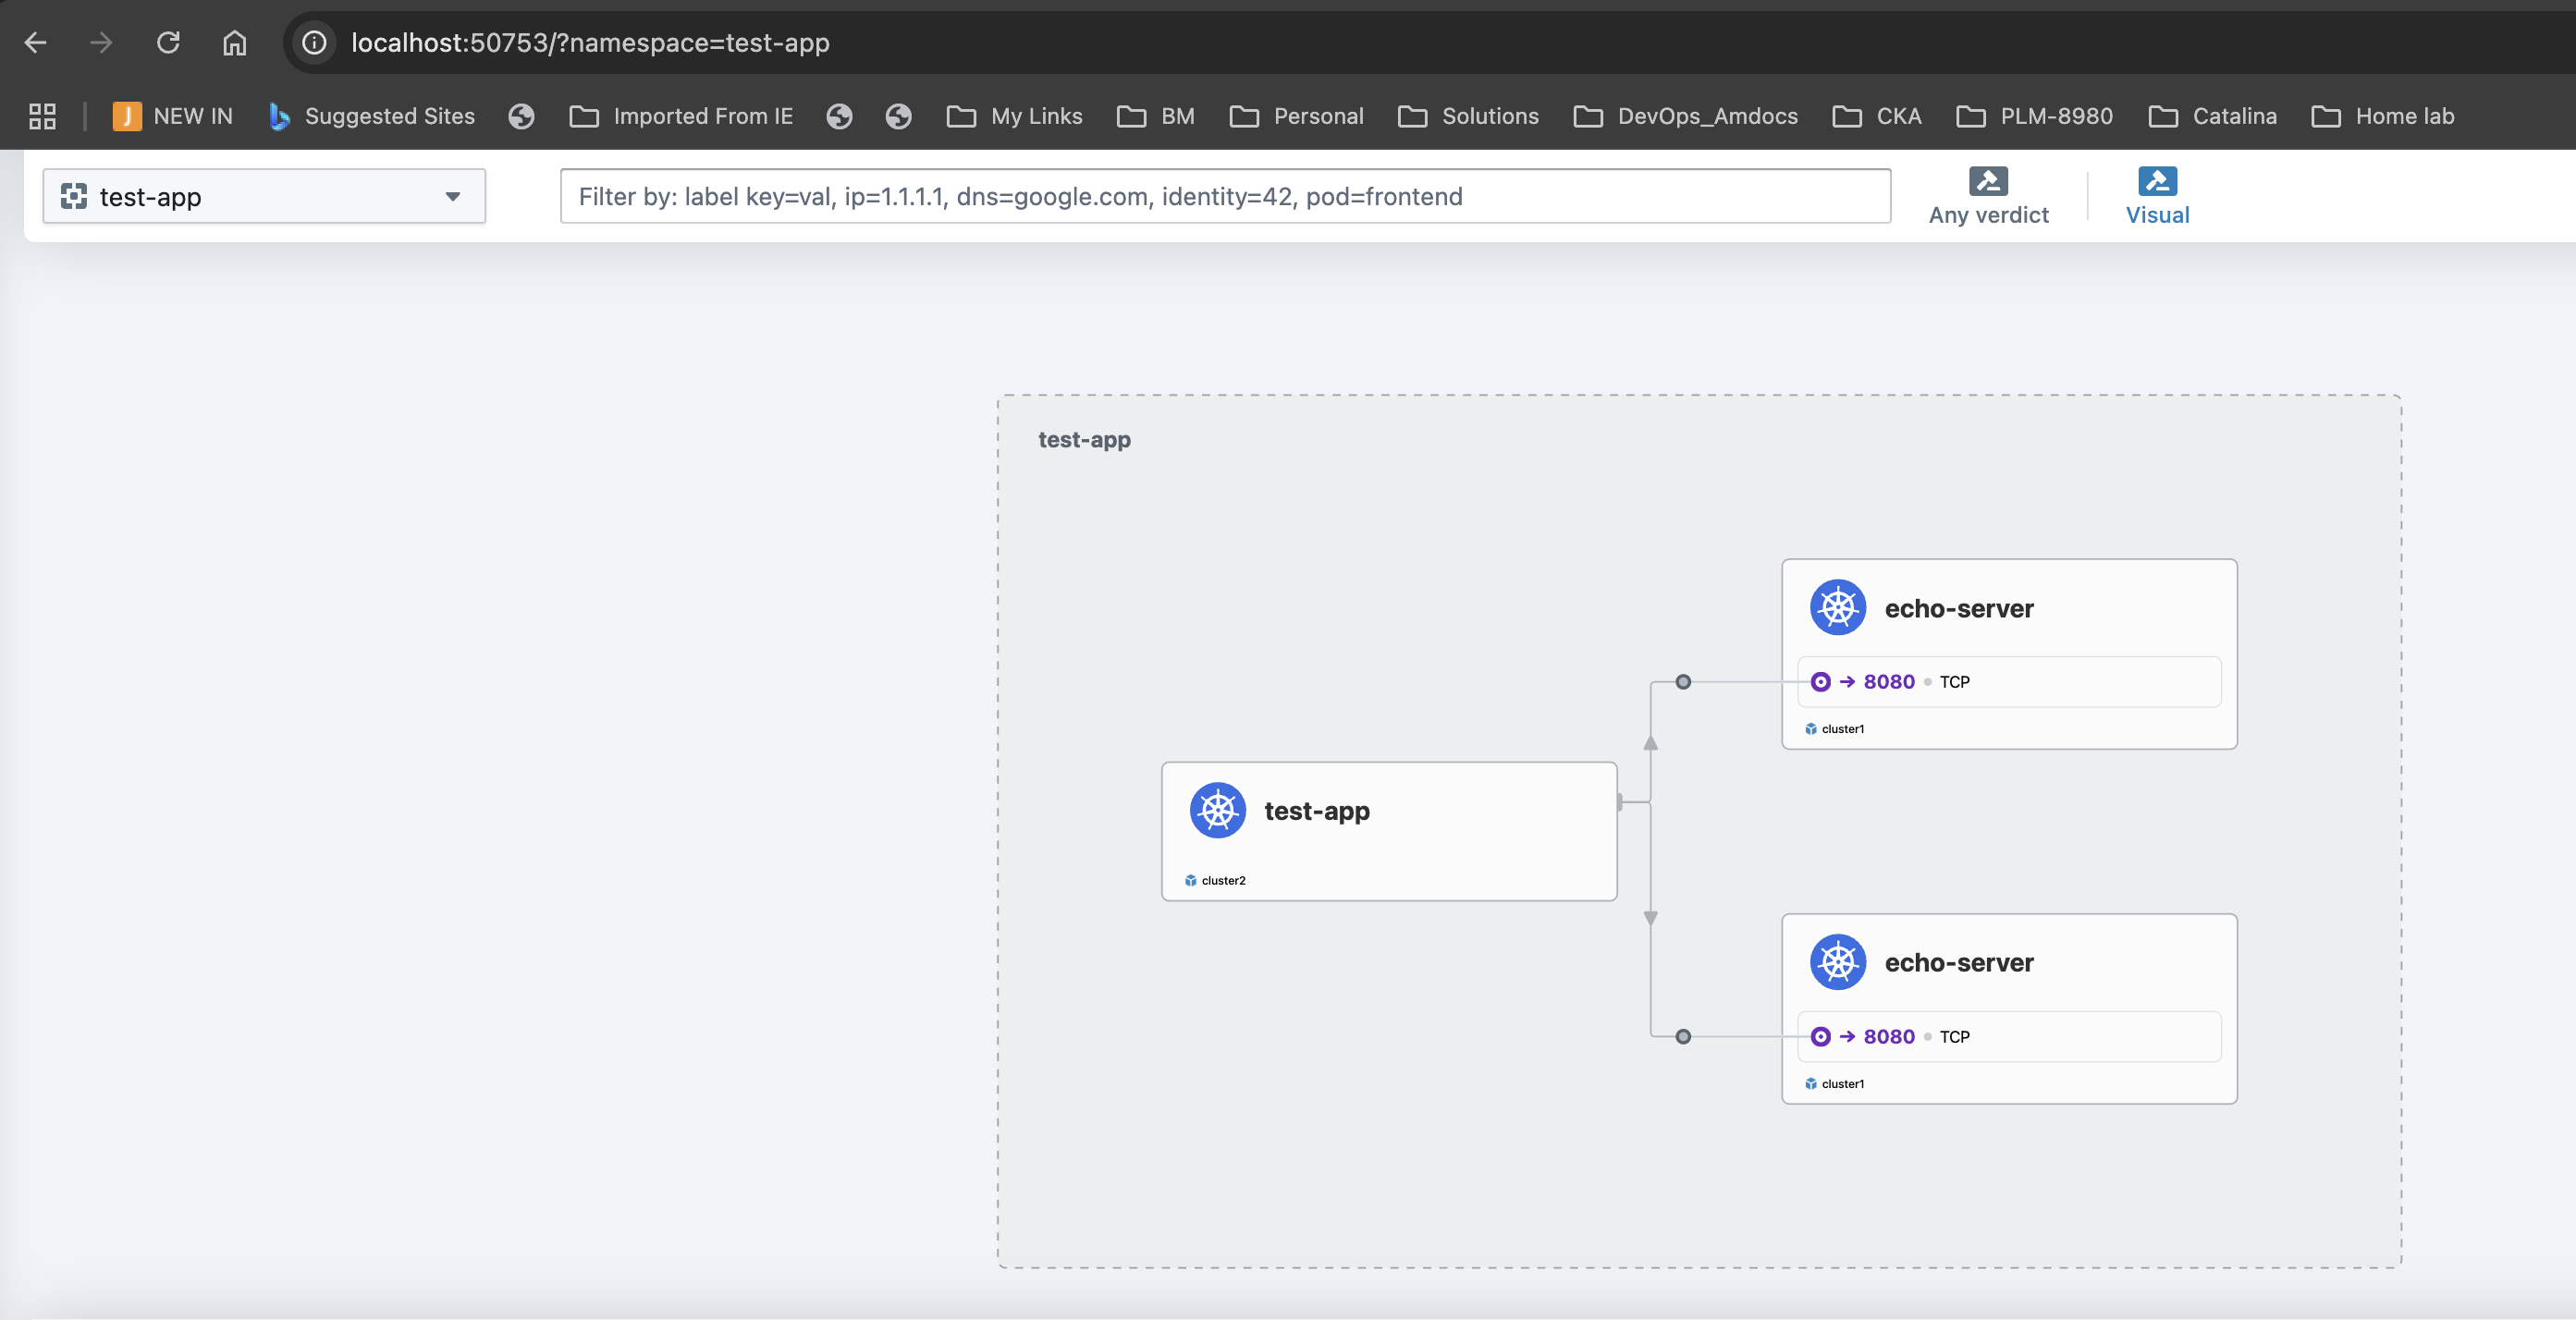 localhost:50753/?namespace=test-app
J NEW IN Suggested Sites Imported From IE My Links BM Personal Solutions DevOps_Amdocs CKA PLM-8980 Catalina Home lab
test-app
Filter by: label key=val, ip=1.1.1.1, dns=google.com, identity=42, pod=frontend
Any verdict
Visual
test-app
echo-server
8080 TCP
cluster1
test-app
cluster2
echo-server
8080 TCP
cluster1